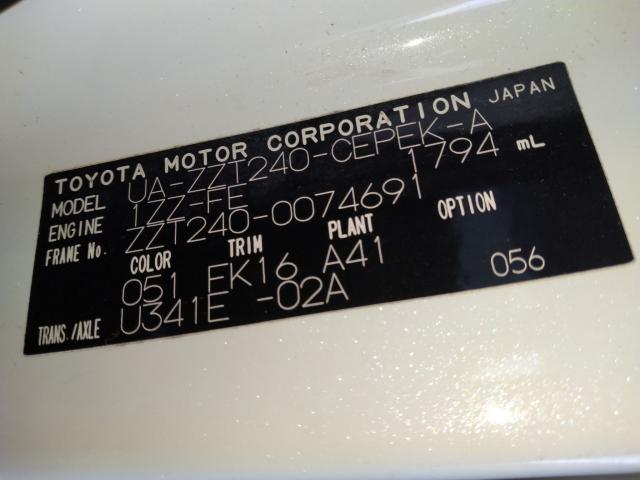 TOYOTA MOTOR CORPORATION JAPAN
MODEL UA-ZZT240-CEPEK-A
ENGINE 1ZZ-FE 1794 mL
FRAME No. ZZT240-0074691
COLOR TRIM PLANT OPTION
051 FK16 A41
TRANS./AXLE U341E -02A 056